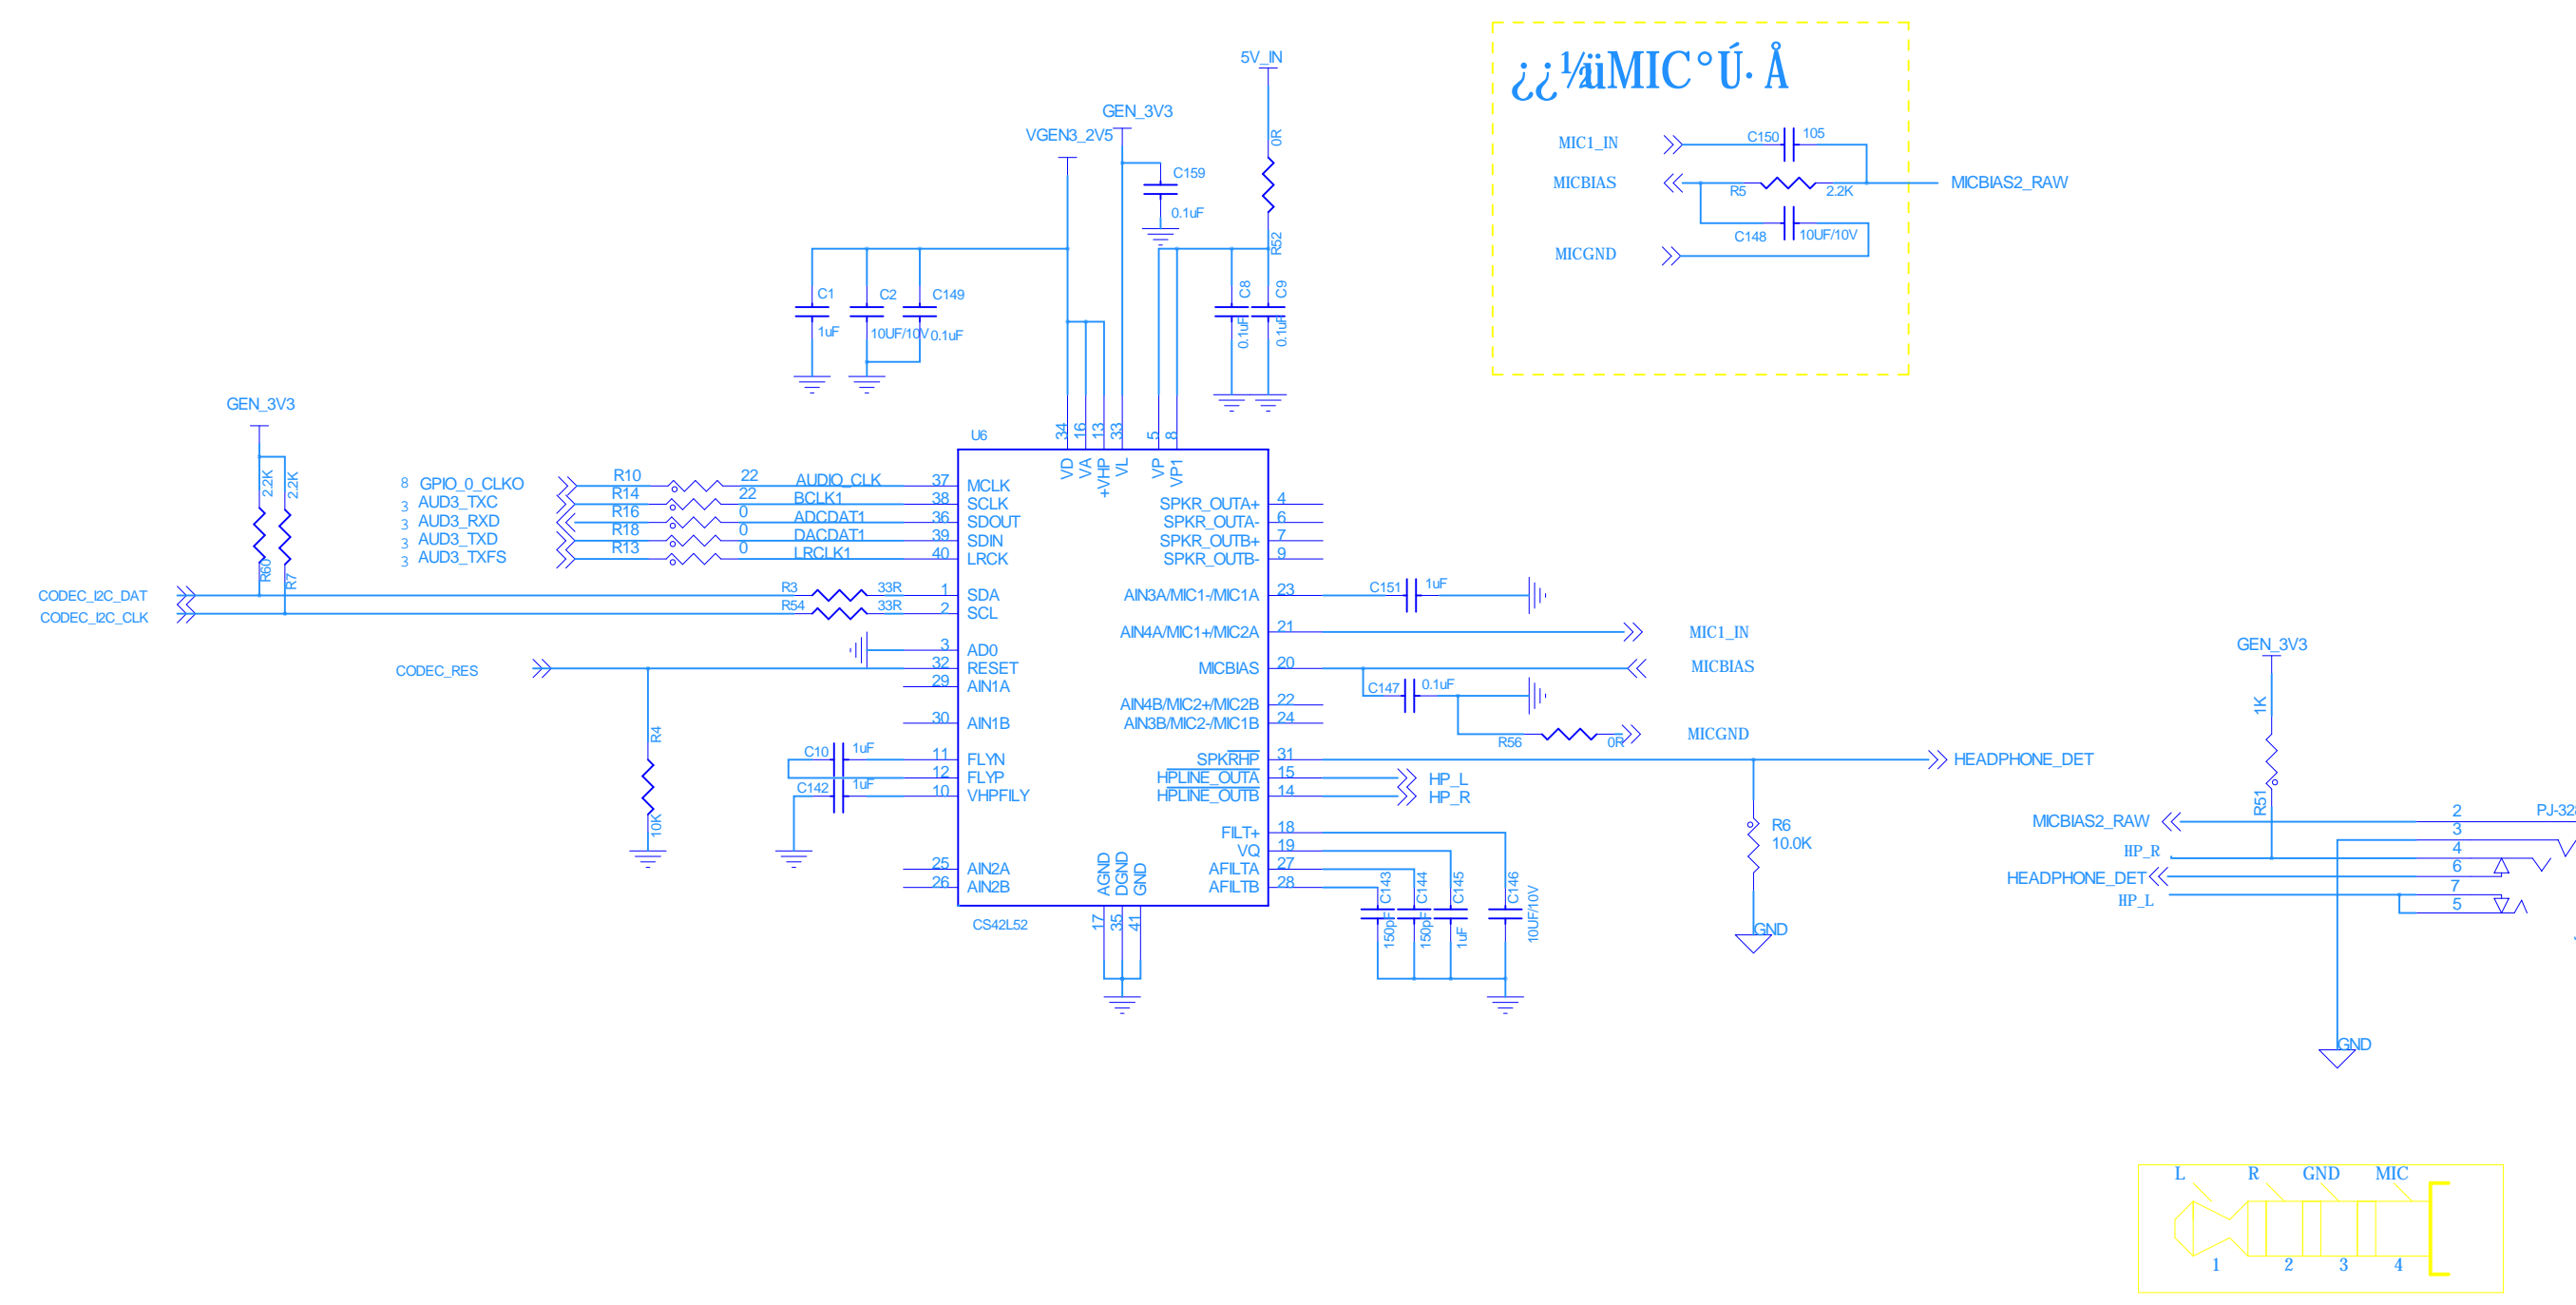 ¿¿½üMIC°Ú·Å
MIC1_IN
C150
105
MICBIAS
R5
2.2K
MICBIAS2_RAW
C148
10UF/10V
MICGND
5V_IN
0R
R52
GEN_3V3
VGEN3_2V5
C159
0.1uF
C1
1uF
C2
10UF/10V
C149
0.1uF
C8
0.1uF
C9
0.1uF
GEN_3V3
2.2K
2.2K
R60
R7
U6
34
16
13
33
5
8
VD
VA
+VHP
VL
VP
VP1
8 GPIO_0_CLKO R10 22 AUDIO_CLK 37 MCLK
3 AUD3_TXC R14 22 BCLK1 38 SCLK
3 AUD3_RXD R16 0 ADCDAT1 36 SDOUT
3 AUD3_TXD R18 0 DACDAT1 39 SDIN
3 AUD3_TXFS R13 0 LRCLK1 40 LRCK
CODEC_I2C_DAT R3 33R 1 SDA
CODEC_I2C_CLK R54 33R 2 SCL
3 AD0
CODEC_RES 32 RESET
29 AIN1A
30 AIN1B
R4
10K
C10 1uF 11 FLYN
12 FLYP
C142 1uF 10 VHPFILY
25 AIN2A
26 AIN2B
AGND
DGND
GND
17
35
41
CS42L52
SPKR_OUTA+ 4
SPKR_OUTA- 6
SPKR_OUTB+ 7
SPKR_OUTB- 9
AIN3A/MIC1-/MIC1A 23 C151 1uF
AIN4A/MIC1+/MIC2A 21 MIC1_IN
MICBIAS 20 MICBIAS
C147 0.1uF
AIN4B/MIC2+/MIC2B 22
AIN3B/MIC2-/MIC1B 24
R56 0R MICGND
SPKRHP 31 HEADPHONE_DET
HPLINE_OUTA 15 HP_L
HPLINE_OUTB 14 HP_R
FILT+ 18
VQ 19
AFILTA 27
AFILTB 28
C143
150pF
C144
150pF
C145
1uF
C146
10UF/10V
R6
10.0K
GND
GEN_3V3
1K
R51
MICBIAS2_RAW 2 PJ-32
3
HP_R 4
HEADPHONE_DET 6
7
HP_L 5
GND
L R GND MIC
1 2 3 4